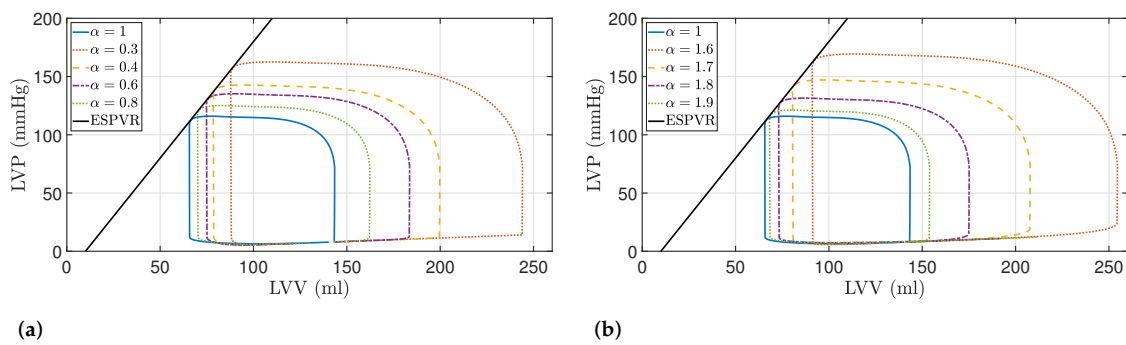 200
150
100
50
0
LVP (mmHg)
α = 1
α = 0.3
α = 0.4
α = 0.6
α = 0.8
ESPVR
0 50 100 150 200 250
LVV (ml)
(a)
200
150
100
50
0
LVP (mmHg)
α = 1
α = 1.6
α = 1.7
α = 1.8
α = 1.9
ESPVR
0 50 100 150 200 250
LVV (ml)
(b)